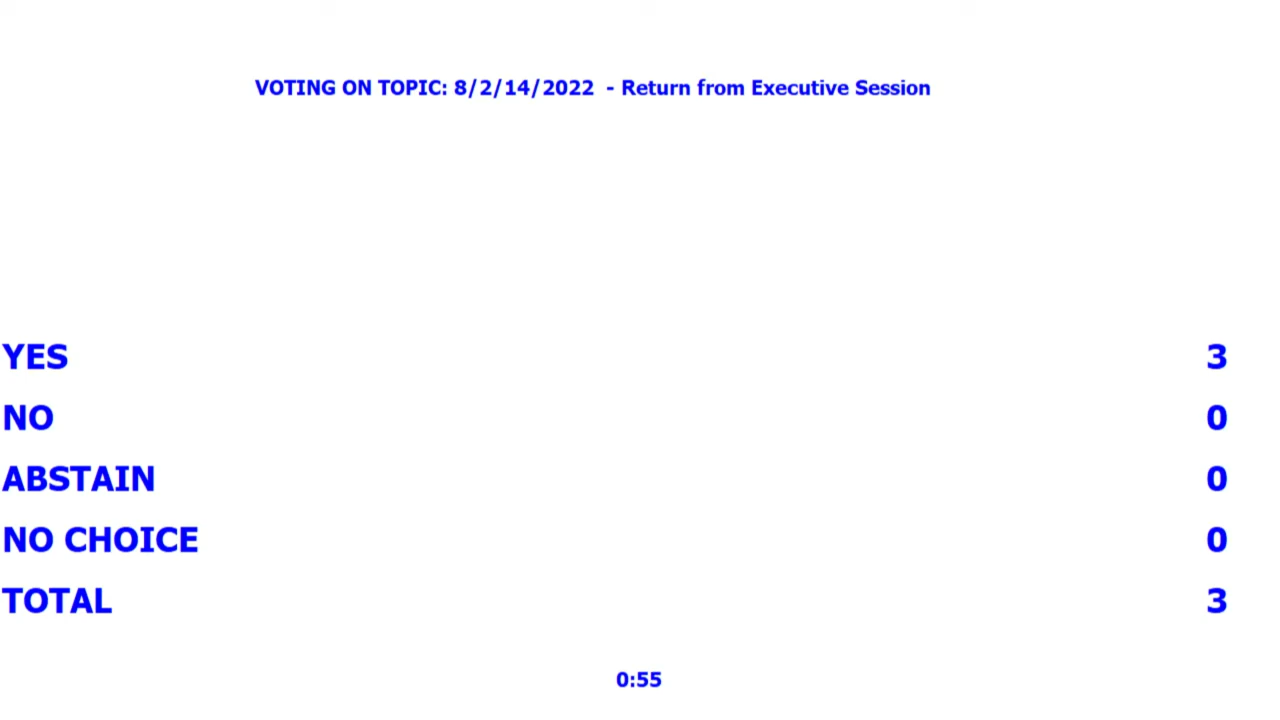 VOTING ON TOPIC: 8/2/14/2022 - Return from Executive Session
YES 3
NO 0
ABSTAIN 0
NO CHOICE 0
TOTAL 3
0:55